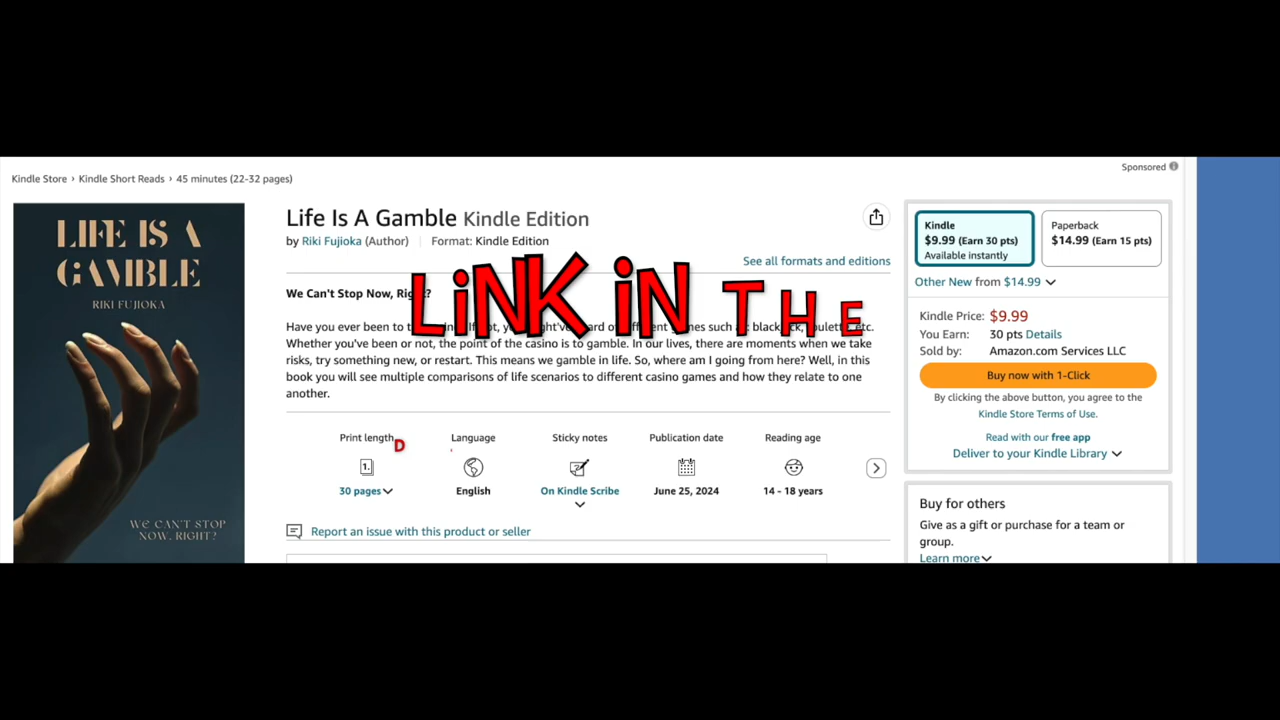 Sponsored
Kindle Store › Kindle Short Reads › 45 minutes (22-32 pages)
LIFE IS A
GAMBLE
RIKI FUJIOKA
WE CAN'T STOP
NOW, RIGHT?
Life Is A Gamble Kindle Edition
by Riki Fujioka (Author) Format: Kindle Edition
See all formats and editions
LiNK iN THE
We Can't Stop Now, Right?
Have you ever been to
Whether you've been or not, the point of the casino is to gamble. In our lives, there are moments when we take
risks, try something new, or restart. This means we gamble in life. So, where am I going from here? Well, in this
book you will see multiple comparisons of life scenarios to different casino games and how they relate to one
another.
D
Print length
1.
30 pages
Language
English
Sticky notes
On Kindle Scribe
Publication date
June 25, 2024
Reading age
14 - 18 years
Report an issue with this product or seller
Kindle
$9.99 (Earn 30 pts)
Available instantly
Paperback
$14.99 (Earn 15 pts)
Other New from $14.99
Kindle Price: $9.99
You Earn: 30 pts Details
Sold by: Amazon.com Services LLC
Buy now with 1-Click
By clicking the above button, you agree to the
Kindle Store Terms of Use.
Read with our free app
Deliver to your Kindle Library
Buy for others
Give as a gift or purchase for a team or
group.
Learn more